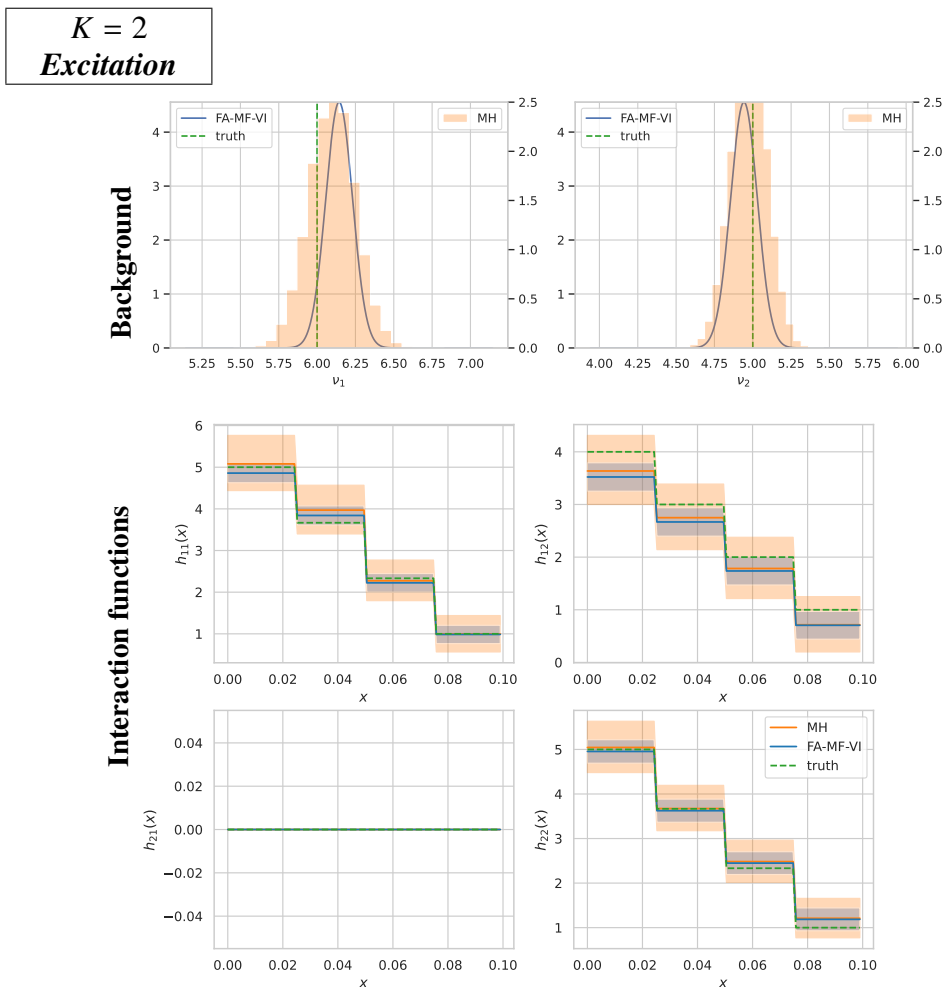 K = 2
Excitation
Background
FA-MF-VI
truth
MH
4
3
2
1
0
2.5
2.0
1.5
1.0
0.5
0.0
5.25 5.50 5.75 6.00 6.25 6.50 6.75 7.00
ν₁
FA-MF-VI
truth
MH
4
3
2
1
0
2.5
2.0
1.5
1.0
0.5
0.0
4.00 4.25 4.50 4.75 5.00 5.25 5.50 5.75 6.00
ν₂
Interaction functions
h₁₁(x)
6
5
4
3
2
1
0.00 0.02 0.04 0.06 0.08 0.10
x
h₁₂(x)
4
3
2
1
0
0.00 0.02 0.04 0.06 0.08 0.10
x
h₂₁(x)
0.04
0.02
0.00
−0.02
−0.04
0.00 0.02 0.04 0.06 0.08 0.10
x
h₂₂(x)
5
4
3
2
1
MH
FA-MF-VI
truth
0.00 0.02 0.04 0.06 0.08 0.10
x